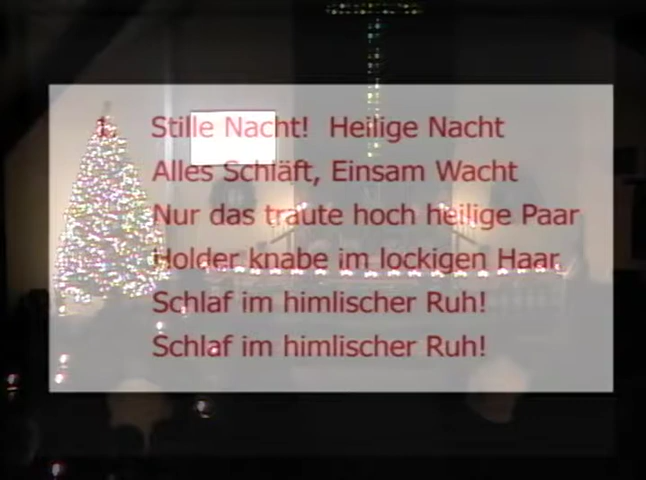 Stille Nacht! Heilige Nacht
Alles Schläft, Einsam Wacht
Nur das traute hoch heilige Paar
Holder knabe im lockigen Haar
Schlaf im himlischer Ruh!
Schlaf im himlischer Ruh!